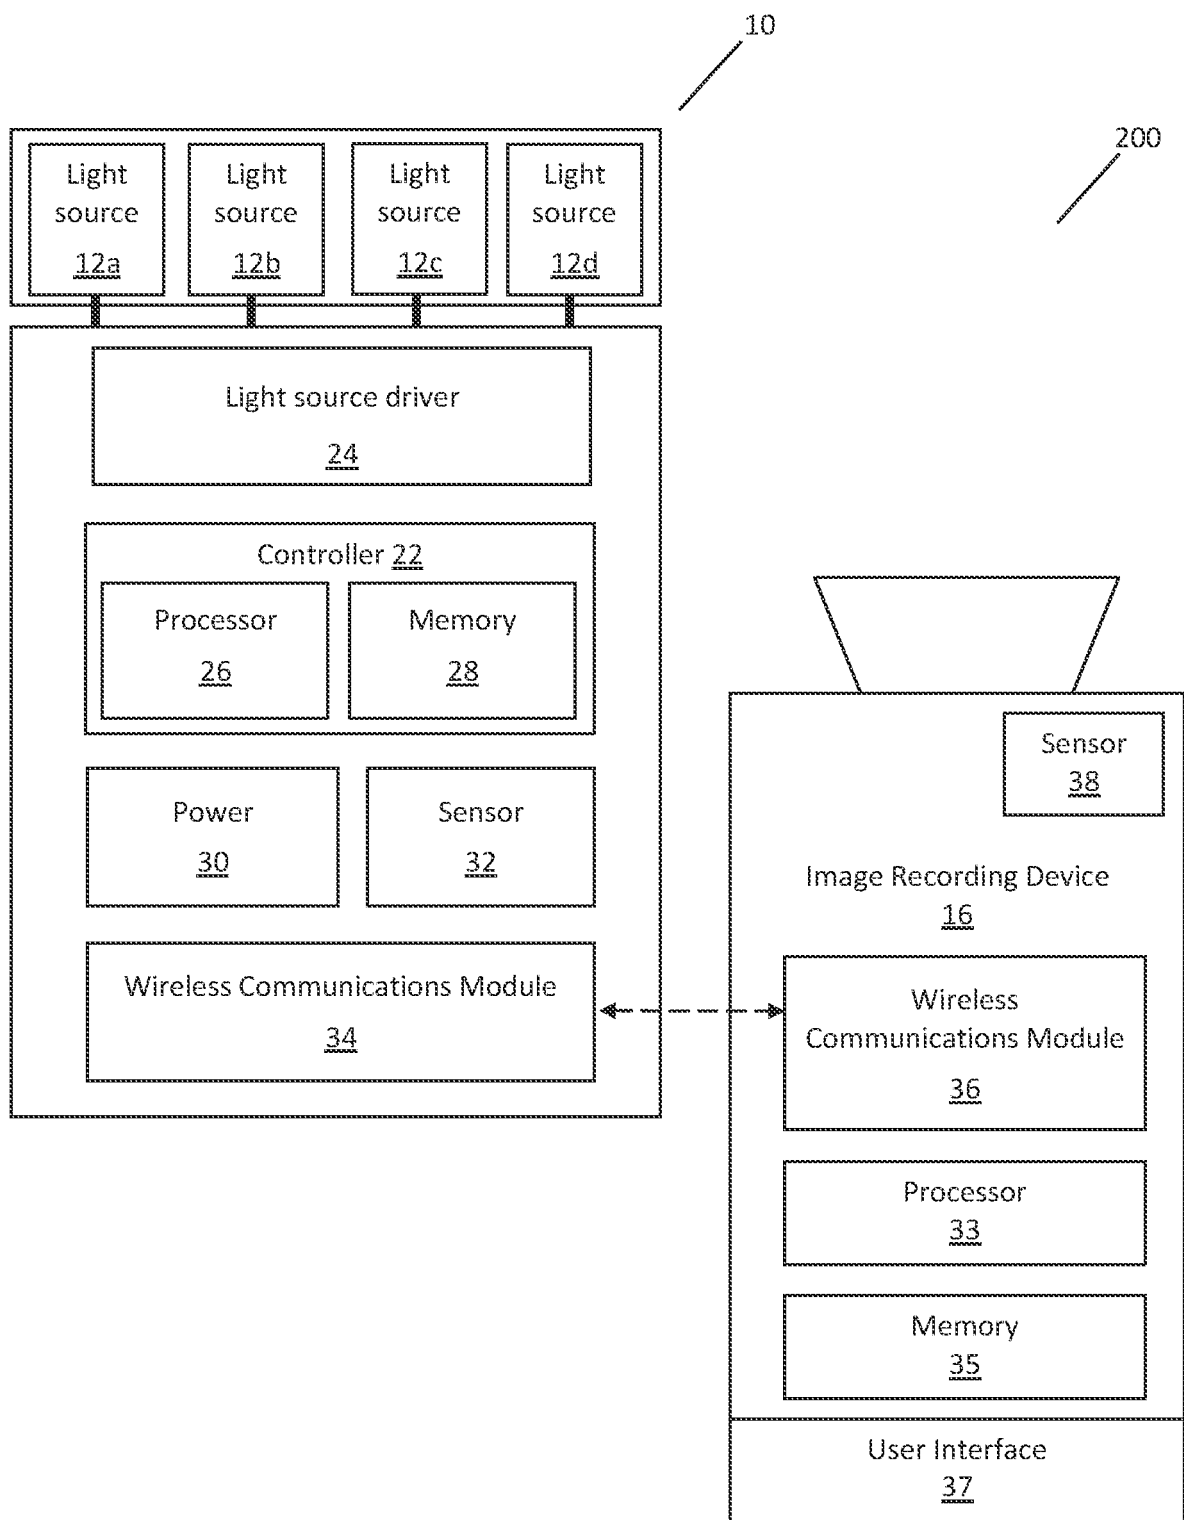 10
200
Light
source
12a
Light
source
12b
Light
source
12c
Light
source
12d
Light source driver
24
Controller 22
Processor
26
Memory
28
Power
30
Sensor
32
Wireless Communications Module
34
Sensor
38
Image Recording Device
16
Wireless
Communications Module
36
Processor
33
Memory
35
User Interface
37